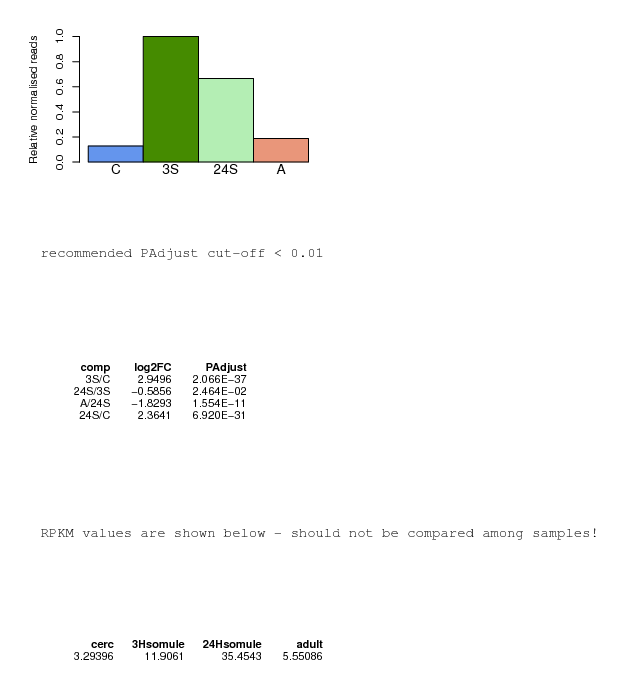 Relative normalised reads
1.0
0.8
0.6
0.4
0.2
0.0
C 3S 24S A
recommended PAdjust cut-off < 0.01
comp log2FC PAdjust
3S/C 2.9496 2.066E−37
24S/3S −0.5856 2.464E−02
A/24S −1.8293 1.554E−11
24S/C 2.3641 6.920E−31
RPKM values are shown below - should not be compared among samples!
cerc 3Hsomule 24Hsomule adult
3.29396 11.9061 35.4543 5.55086